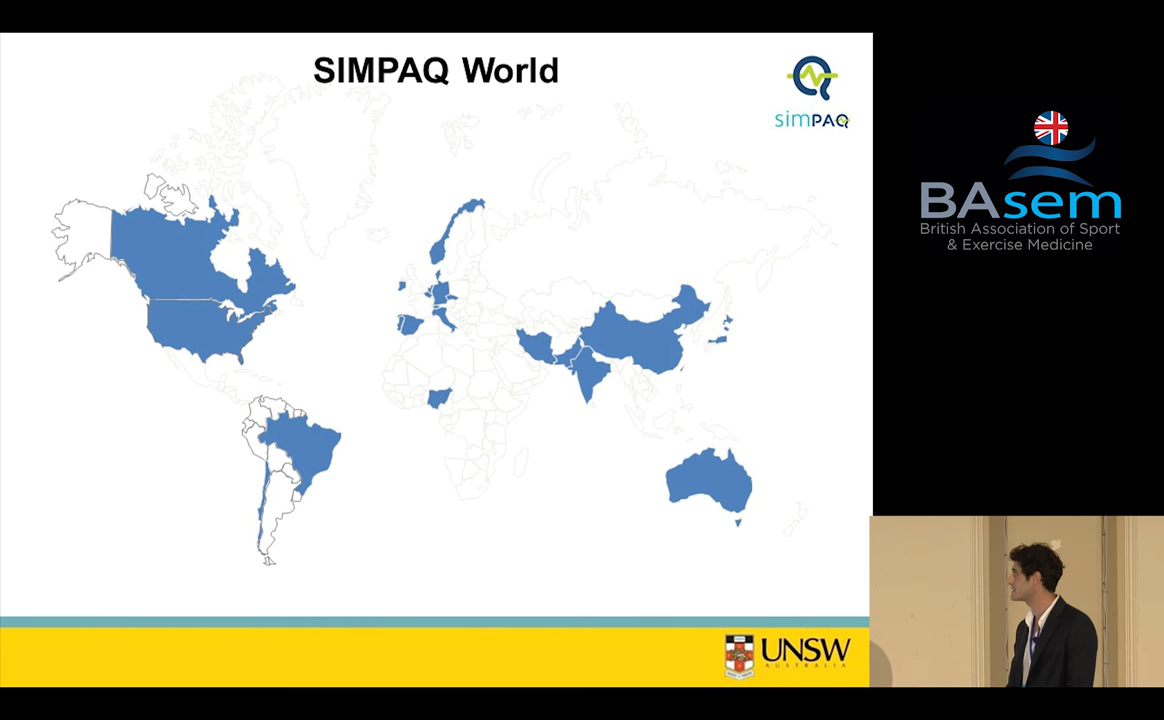 SIMPAQ World
simPAQ
BAsem
British Association of Sport
& Exercise Medicine
UNSW
AUSTRALIA